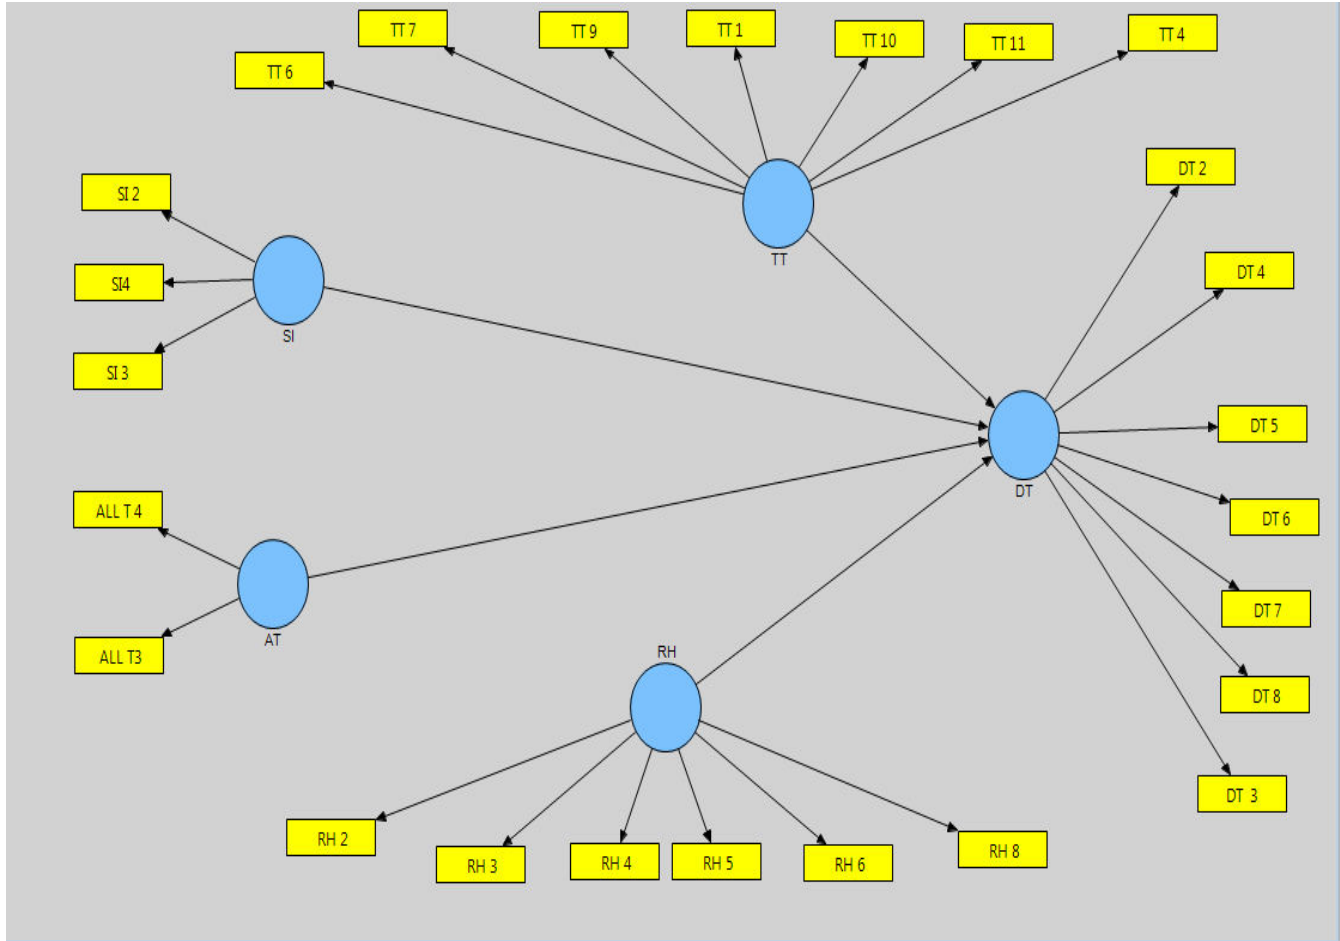 TT 7
TT 9
TT 1
TT 10
TT 11
TT 4
TT 6
TT
SI 2
SI4
SI 3
SI
DT 2
DT 4
DT 5
DT 6
DT 7
DT 8
DT 3
DT
ALL T 4
ALL T3
AT
RH
RH 2
RH 3
RH 4
RH 5
RH 6
RH 8